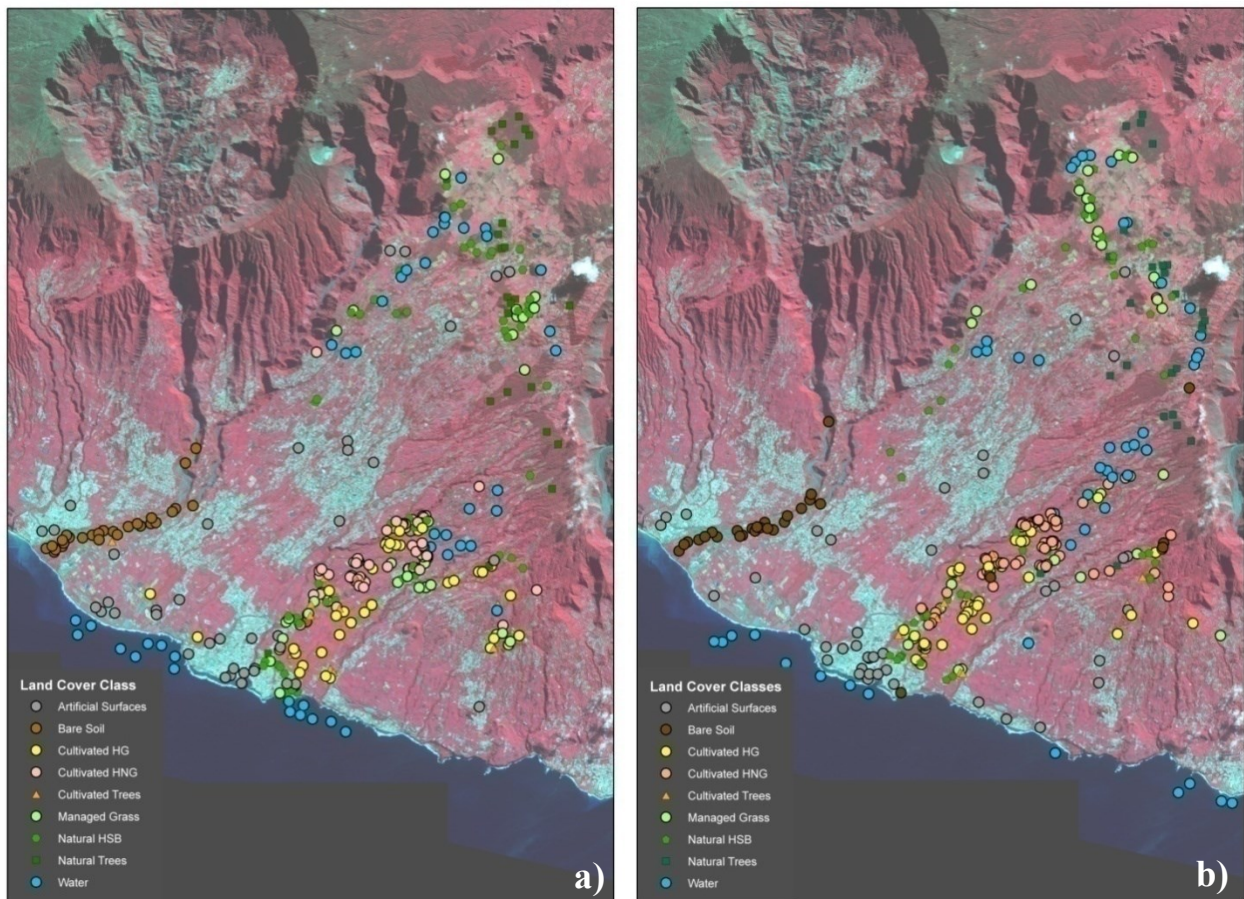 Land Cover Class
Artificial Surfaces
Bare Soil
Cultivated HG
Cultivated HNG
Cultivated Trees
Managed Grass
Natural HSB
Natural Trees
Water
a)
Land Cover Classes
Artificial Surfaces
Bare Soil
Cultivated HG
Cultivated HNG
Cultivated Trees
Managed Grass
Natural HSB
Natural Trees
Water
b)